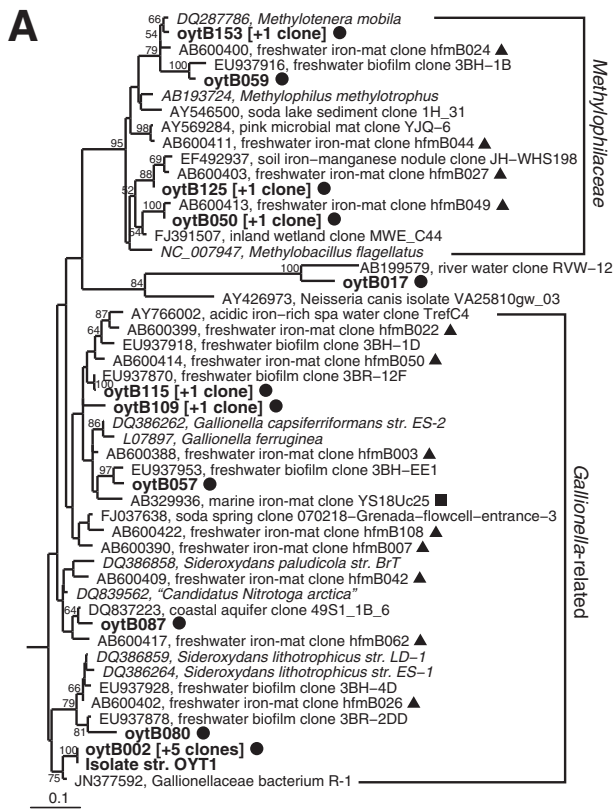 A
66
DQ287786, Methylotenera mobila
54
oytB153 [+1 clone]
79
AB600400, freshwater iron-mat clone hfmB024
EU937916, freshwater biofilm clone 3BH-1B
100
oytB059
AB193724, Methylophilus methylotrophus
AY546500, soda lake sediment clone 1H_31
AY569284, pink microbial mat clone YJQ-6
98
AB600411, freshwater iron-mat clone hfmB044
95
EF492937, soil iron-manganese nodule clone JH-WHS198
69
AB600403, freshwater iron-mat clone hfmB027
88
oytB125 [+1 clone]
52
AB600413, freshwater iron-mat clone hfmB049
100
oytB050 [+1 clone]
54
FJ391507, inland wetland clone MWE_C44
NC_007947, Methylobacillus flagellatus
Methylophilaceae
100
AB199579, river water clone RVW-12
oytB017
84
AY426973, Neisseria canis isolate VA25810gw_03
87
AY766002, acidic iron-rich spa water clone TrefC4
64
AB600399, freshwater iron-mat clone hfmB022
EU937918, freshwater biofilm clone 3BH-1D
AB600414, freshwater iron-mat clone hfmB050
EU937870, freshwater biofilm clone 3BR-12F
100
oytB115 [+1 clone]
oytB109 [+1 clone]
86
DQ386262, Gallionella capsiferriformans str. ES-2
L07897, Gallionella ferruginea
AB600388, freshwater iron-mat clone hfmB003
97
EU937953, freshwater biofilm clone 3BH-EE1
oytB057
AB329936, marine iron-mat clone YS18Uc25
FJ037638, soda spring clone 070218-Grenada-flowcell-entrance-3
AB600422, freshwater iron-mat clone hfmB108
AB600390, freshwater iron-mat clone hfmB007
DQ386858, Sideroxydans paludicola str. BrT
AB600409, freshwater iron-mat clone hfmB042
DQ839562, "Candidatus Nitrotoga arctica"
64
DQ837223, coastal aquifer clone 49S1_1B_6
oytB087
AB600417, freshwater iron-mat clone hfmB062
DQ386859, Sideroxydans lithotrophicus str. LD-1
DQ386264, Sideroxydans lithotrophicus str. ES-1
66
EU937928, freshwater biofilm clone 3BH-4D
79
AB600402, freshwater iron-mat clone hfmB026
EU937878, freshwater biofilm clone 3BR-2DD
81
oytB080
100
oytB002 [+5 clones]
Isolate str. OYT1
75
JN377592, Gallionellaceae bacterium R-1
Gallionella-related
0.1